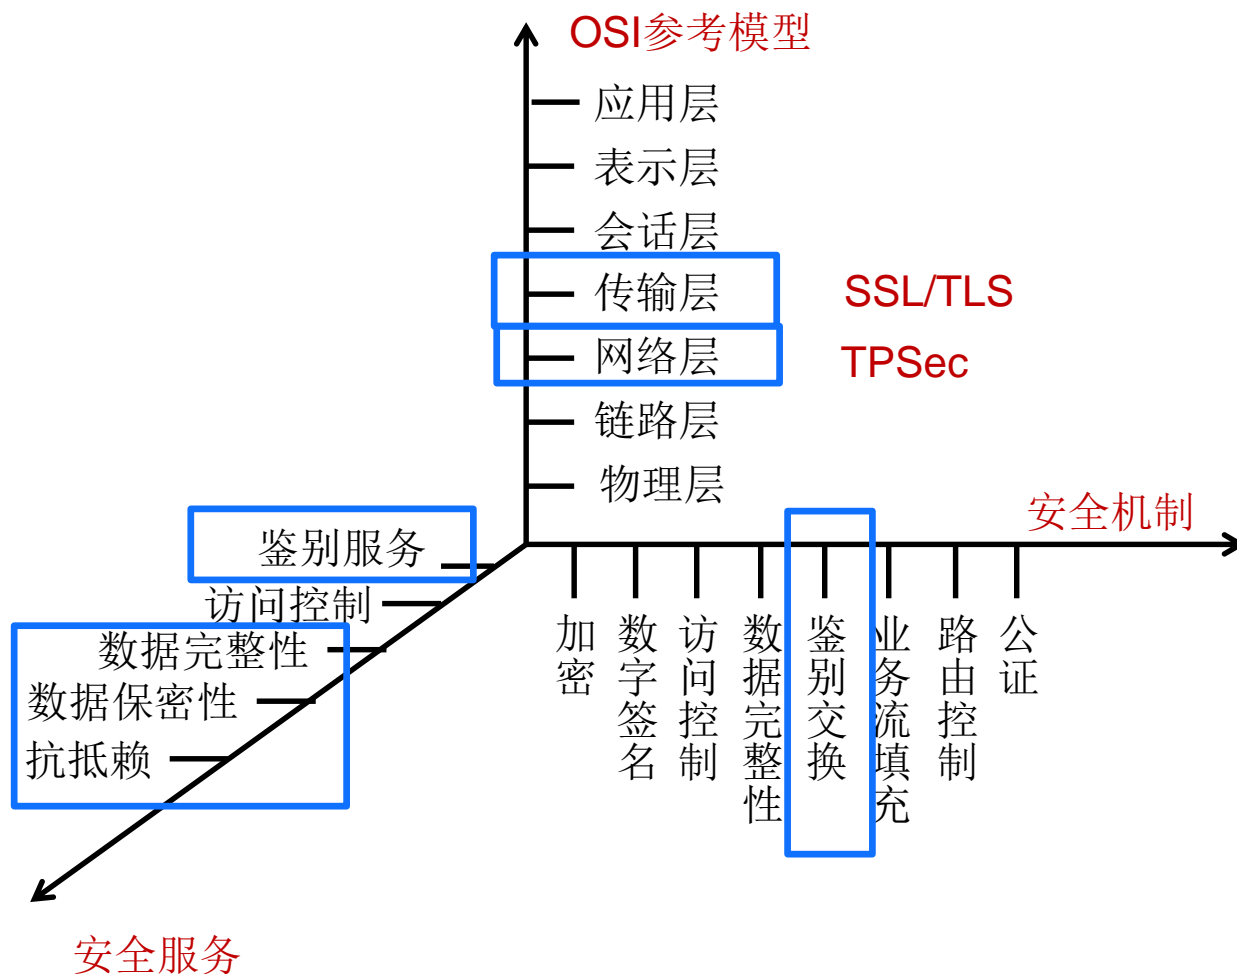 OSI参考模型
应用层
表示层
会话层
传输层
SSL/TLS
网络层
TPSec
链路层
物理层
安全机制
鉴别服务
访问控制
数据完整性
数据保密性
抗抵赖
加密
数字签名
访问控制
数据完整性
鉴别交换
业务流填充
路由控制
公证
安全服务